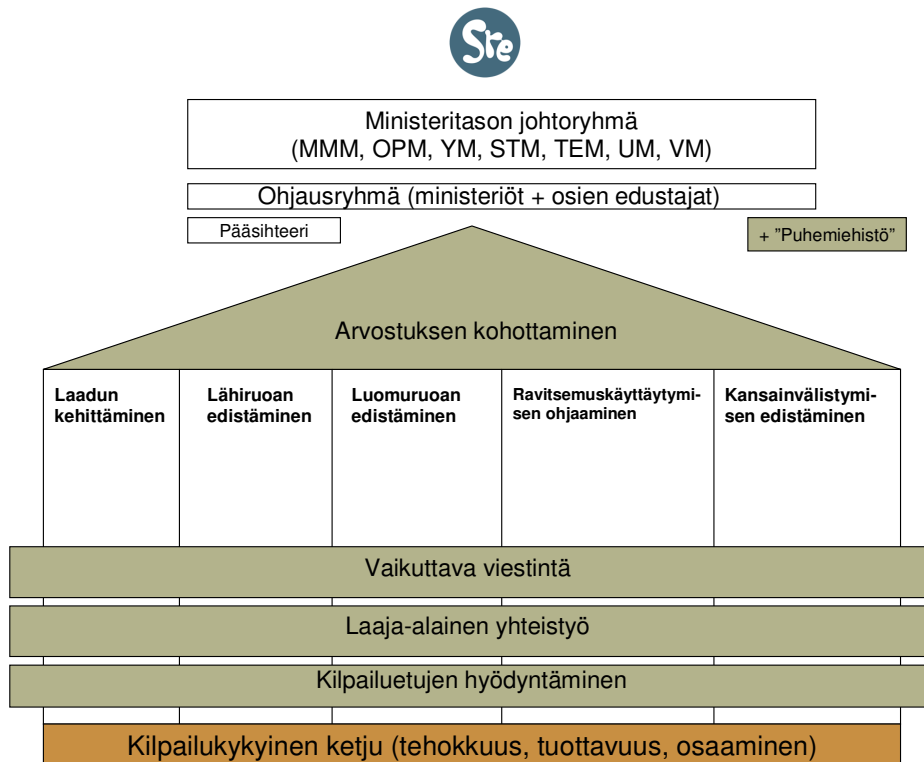 Sre
Ministeritason johtoryhmä
(MMM, OPM, YM, STM, TEM, UM, VM)
Ohjausryhmä (ministeriöt + osien edustajat)
Pääsihteeri
+ ”Puhemiehistö”
Arvostuksen kohottaminen
Laadun
kehittäminen
Lähiruoan
edistäminen
Luomuruoan
edistäminen
Ravitsemuskäyttäytymi-
sen ohjaaminen
Kansainvälistymi-
sen edistäminen
Vaikuttava viestintä
Laaja-alainen yhteistyö
Kilpailuetujen hyödyntäminen
Kilpailukykyinen ketju (tehokkuus, tuottavuus, osaaminen)